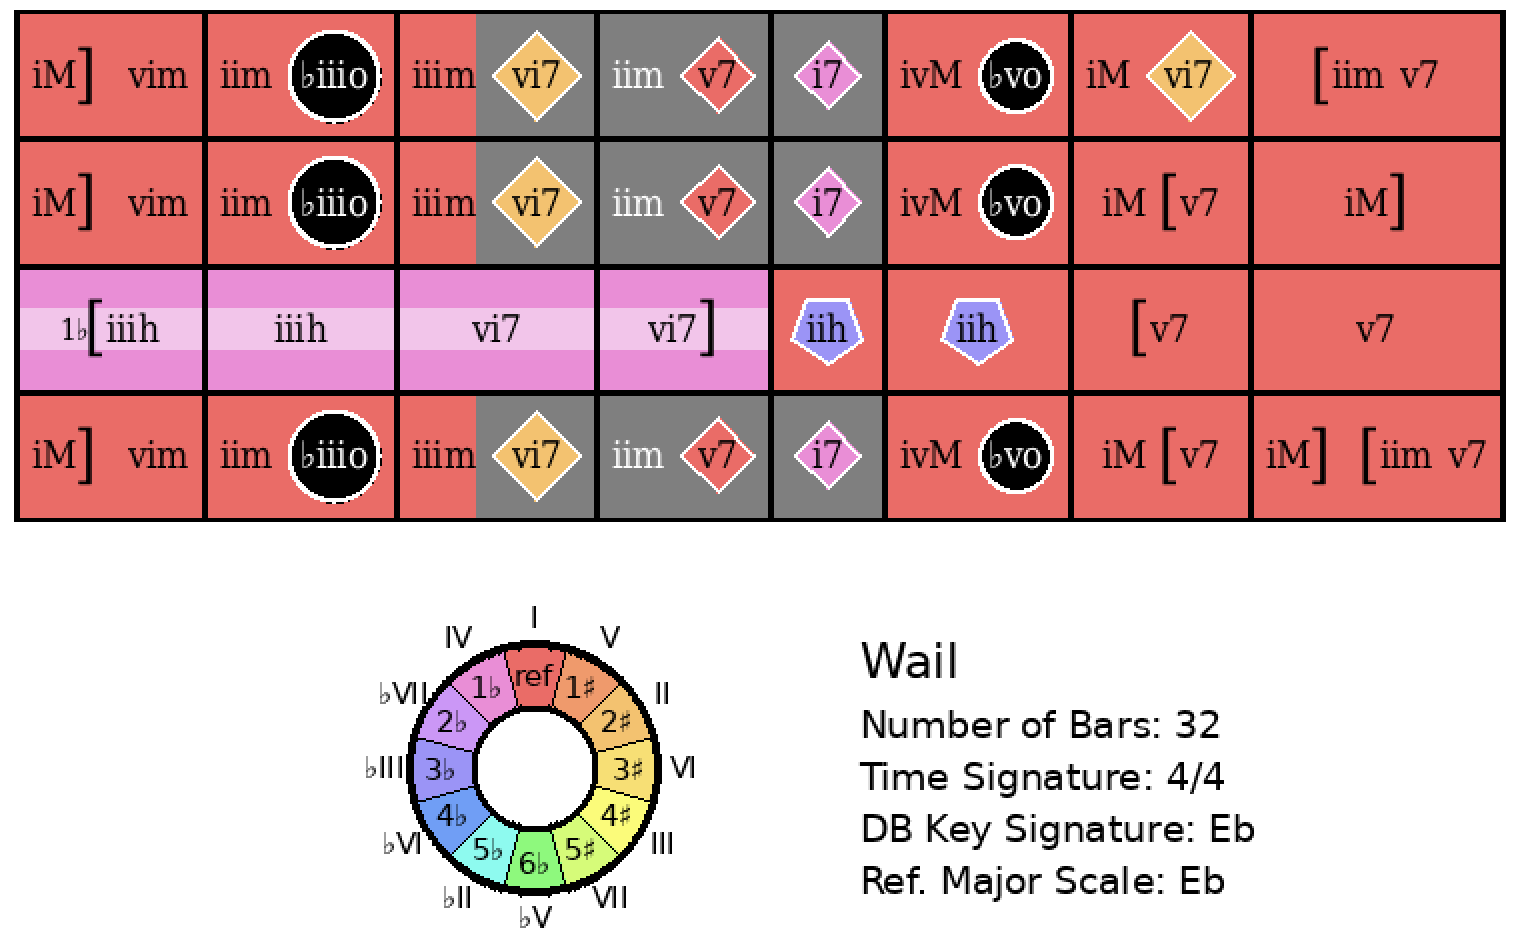 iM] vim iim ♭iiio iiim vi7 iim v7 i7 ivM ♭vo iM vi7 [iim v7
iM] vim iim ♭iiio iiim vi7 iim v7 i7 ivM ♭vo iM [v7 iM]
1♭[iiih iiih vi7 vi7] iih iih [v7 v7
iM] vim iim ♭iiio iiim vi7 iim v7 i7 ivM ♭vo iM [v7 iM] [iim v7
I
IV V
1♭ ref 1♯
♭VII II
2♭ 2♯
♭III 3♭ 3♯ VI
4♭ 4♯
♭VI III
5♭ 6♭ 5♯
♭II VII
♭V
Wail
Number of Bars: 32
Time Signature: 4/4
DB Key Signature: Eb
Ref. Major Scale: Eb